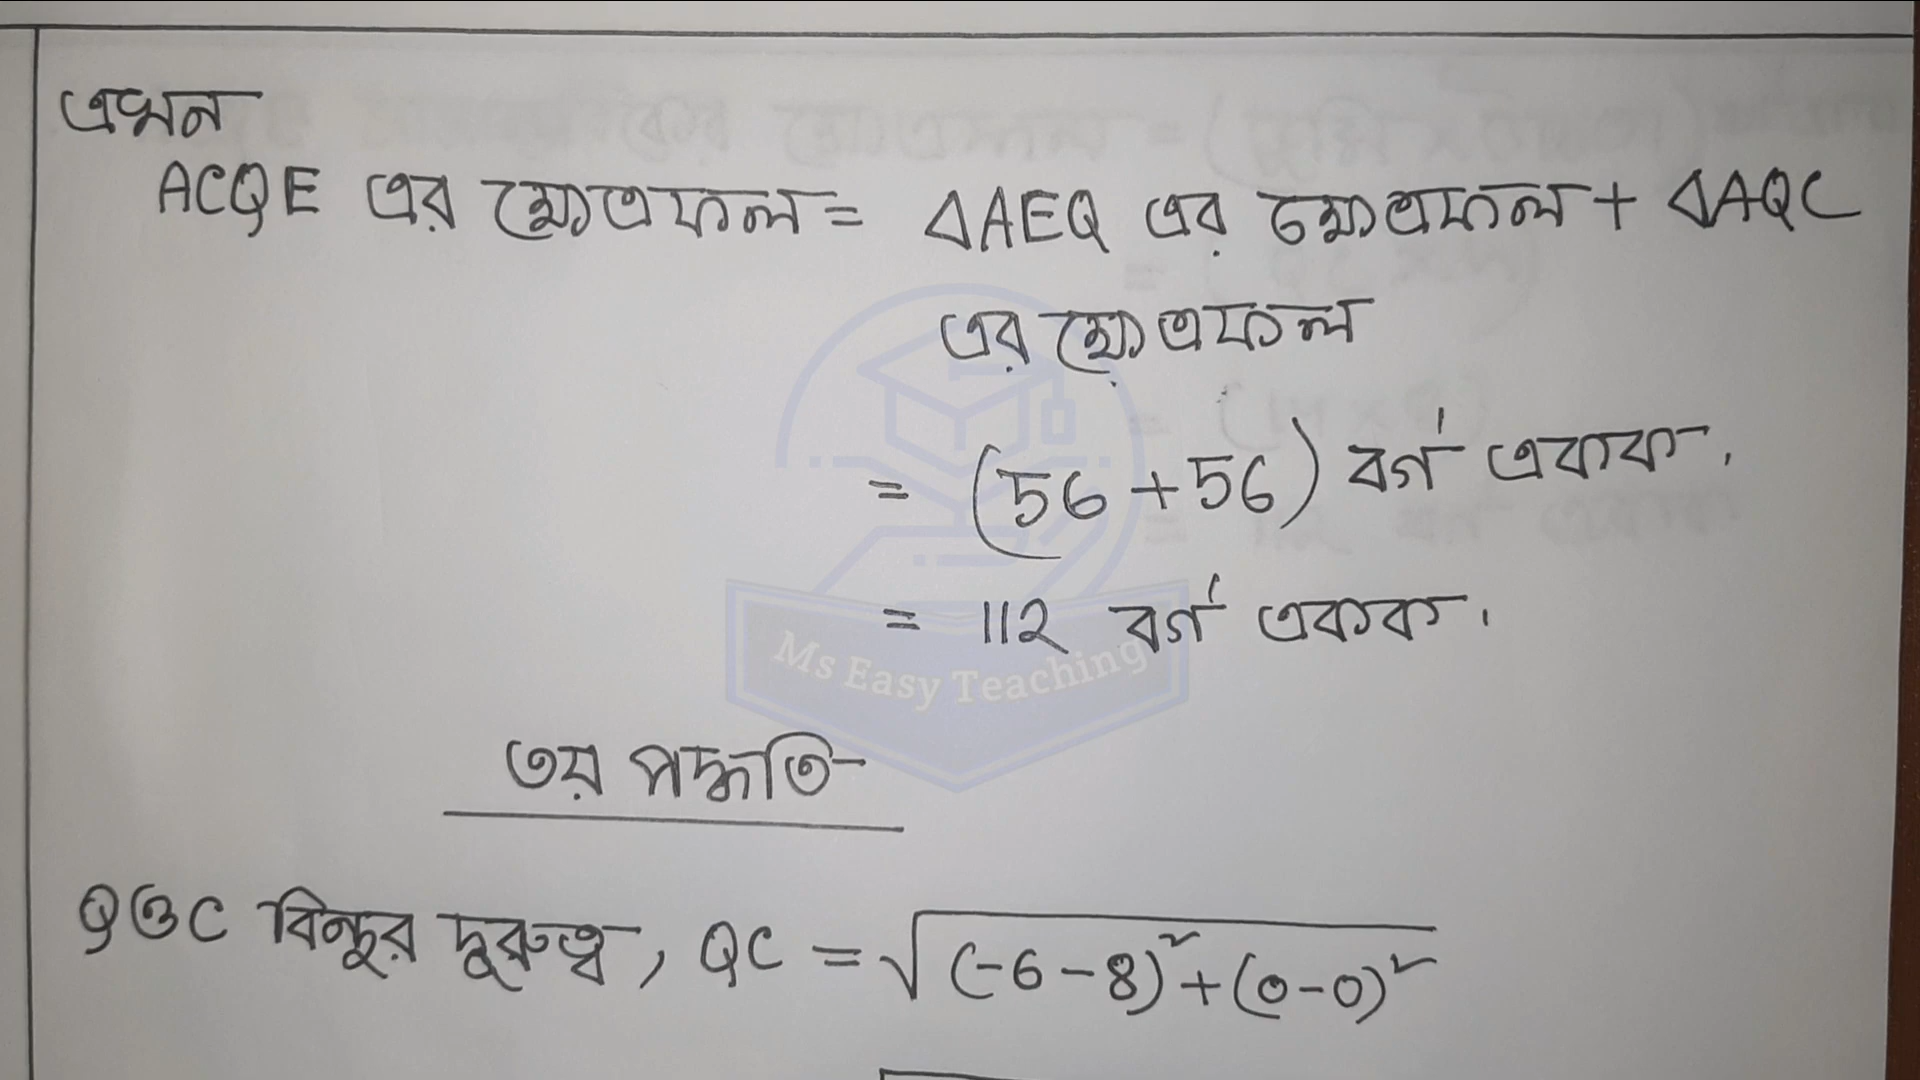 এখন
ACQE এর ক্ষেত্রফল = ΔAEQ এর ক্ষেত্রফল + ΔAQC
এর ক্ষেত্রফল
= (56 + 56) বর্গ একক.
= 112 বর্গ একক.
Ms Easy Teaching
৩য় পদ্ধতি-
Q ও C বিন্দুর দূরুত্ব, QC = √(-6-8)² + (0-0)²